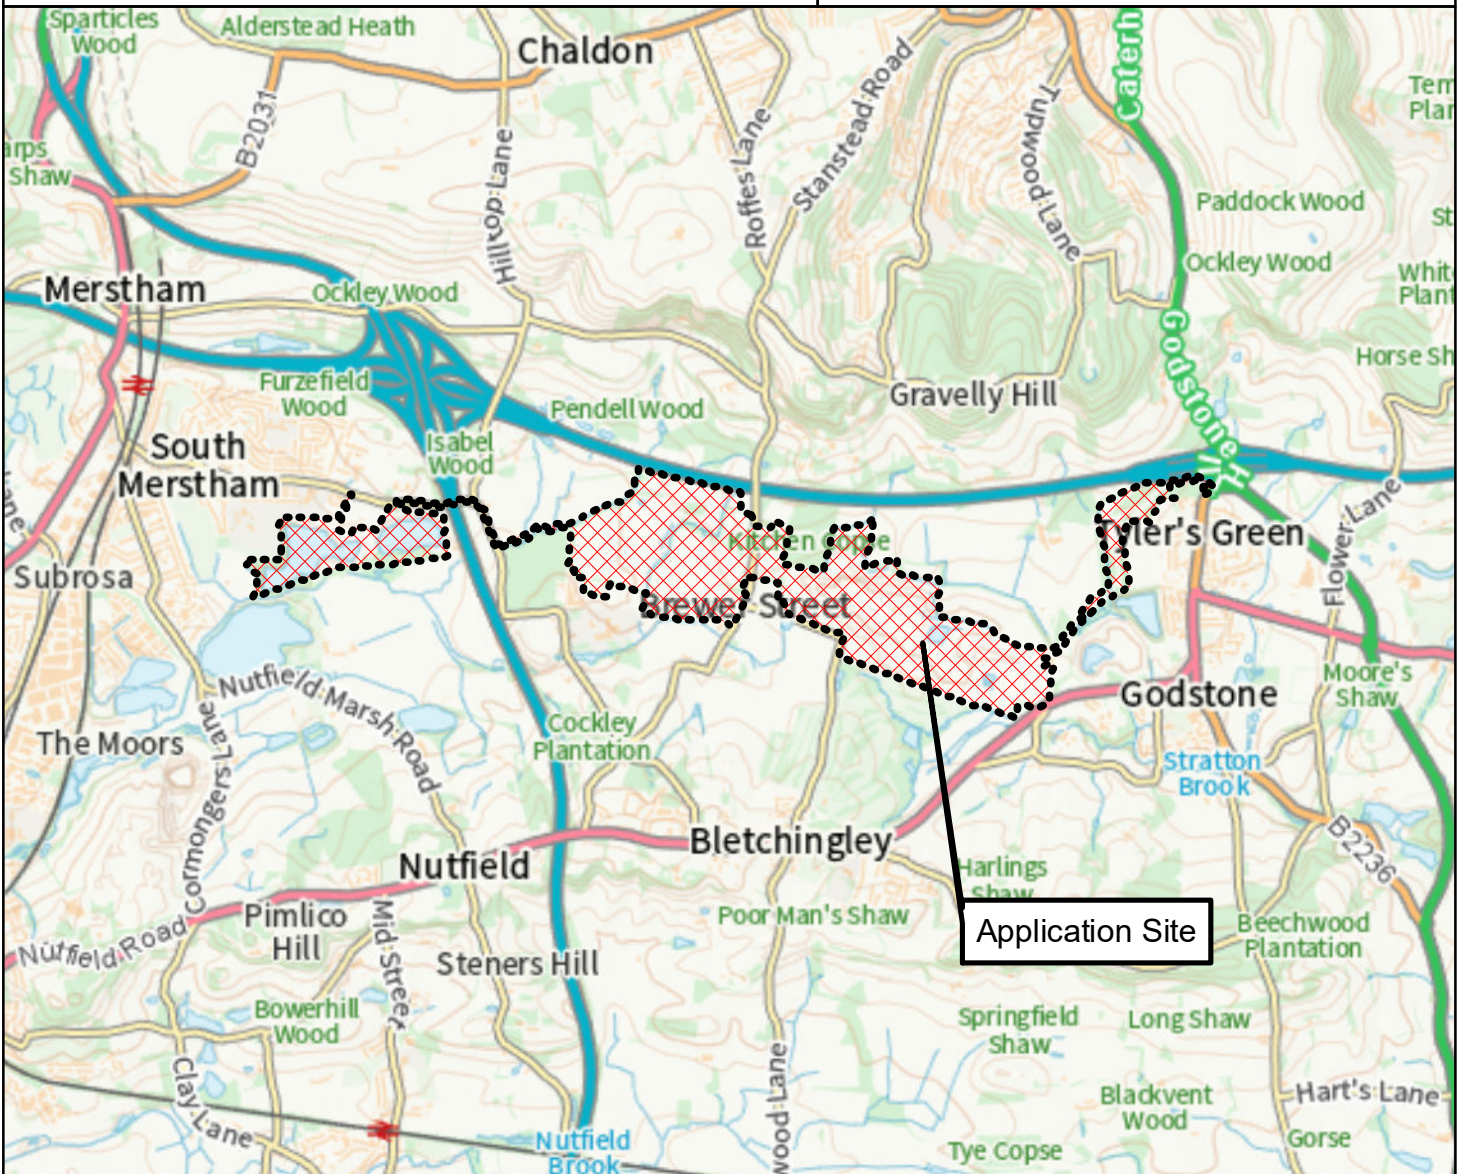 Sparticles
Wood
Alderstead Heath
Chaldon
Caterh
B2031
Hilltop Lane
Roffes Lane
Stanstead Road
Tupwood Lane
Shaw
Paddock Wood
Ockley Wood
Merstham
Ockley Wood
Godstone
Hill
Furzefield
Wood
Pendell Wood
Gravelly Hill
Horse Sh
South
Merstham
Isabel
Wood
Kitchen Copse
Tyler's Green
Flower Lane
Lane
Subrosa
Brewer Street
Nutfield Marsh Road
Cormongers Lane
The Moors
Cockley
Plantation
Godstone
Moore's
Shaw
Stratton
Brook
Bletchingley
Nutfield
B2236
Harlings
Shaw
Pimlico
Hill
Nutfield Road
Mid Street
Poor Man's Shaw
Application Site
Beechwood
Plantation
Steners Hill
Bowerhill
Wood
Springfield
Shaw
Long Shaw
Clay Lane
wood Lane
Blackvent
Wood
Hart's Lane
Nutfield
Brook
Tye Copse
Gorse